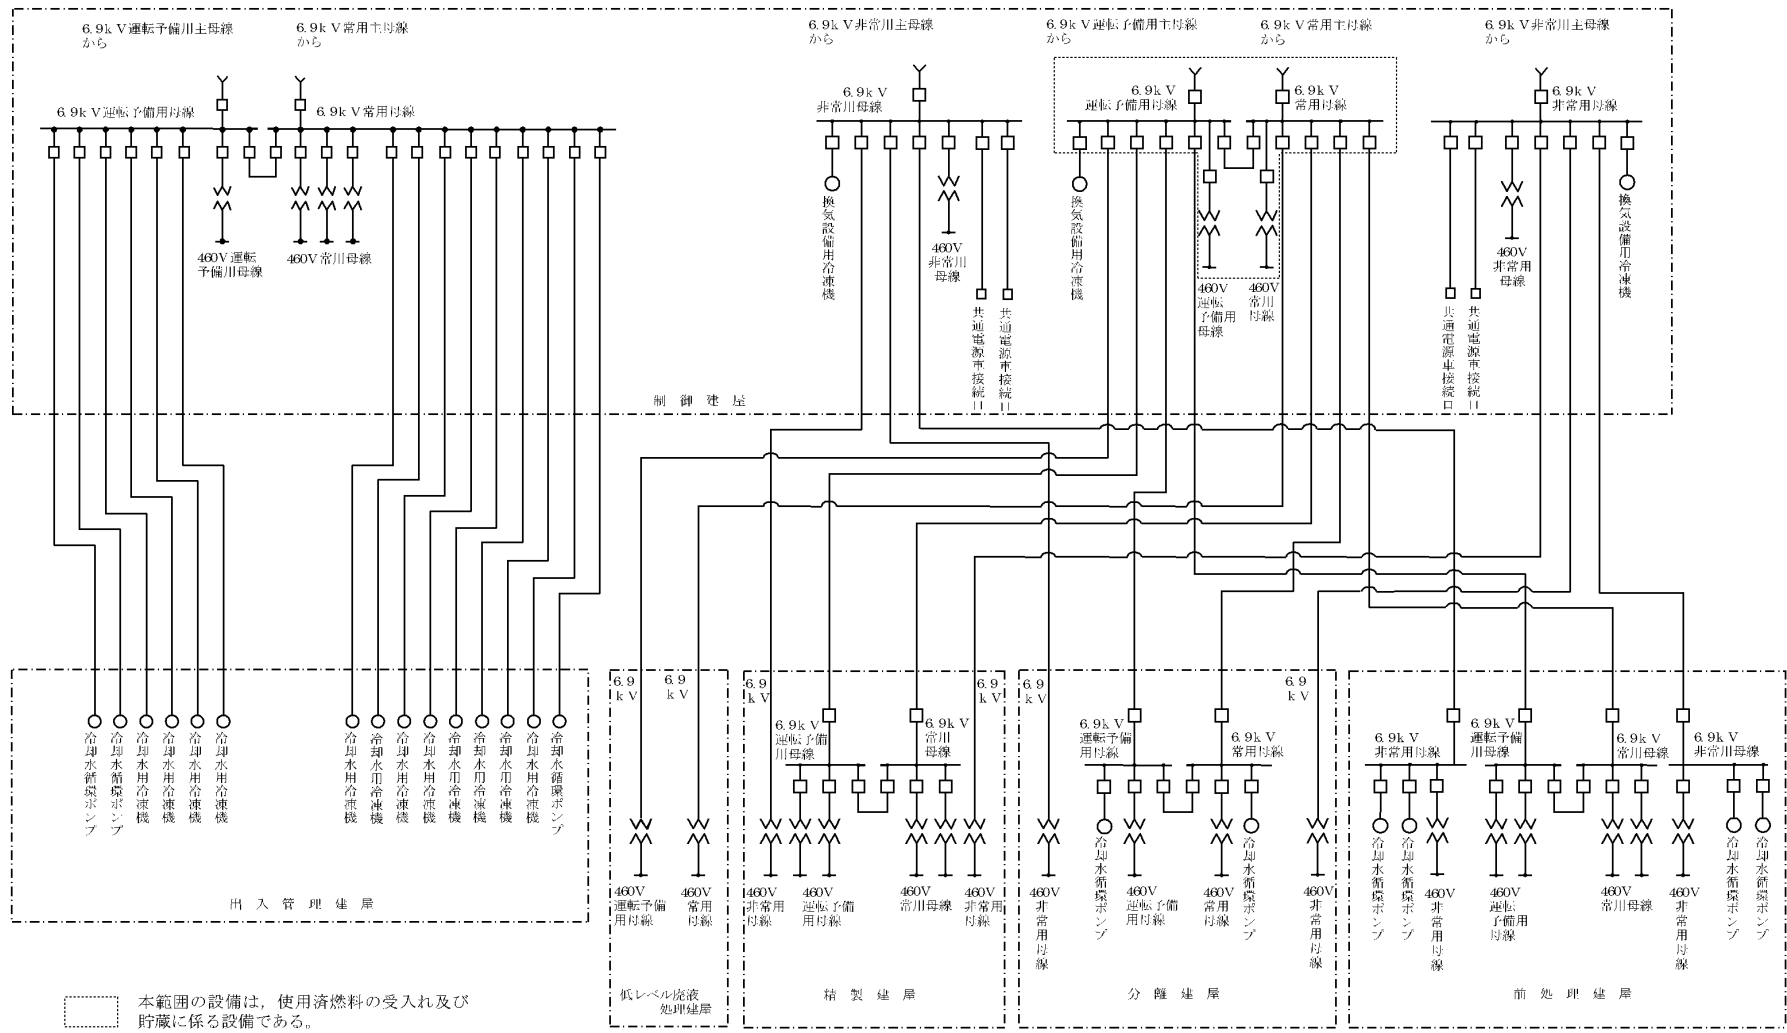 6.9kV運転予備用主母線
から
6.9kV常用主母線
から
6.9kV非常用主母線
から
6.9kV運転予備用主母線
から
6.9kV常用主母線
から
6.9kV非常用主母線
から
6.9kV運転予備用母線
6.9kV常用母線
6.9kV
非常用母線
6.9kV
運転予備用母線
6.9kV
常用母線
6.9kV
非常用母線
460V運転
予備用母線
460V常用母線
換気設備用冷凍機
460V
非常用
母線
共通電源車接続口
共通電源車接続口
換気設備用冷凍機
460V
運転
予備用
母線
460V
常用
母線
共通電源車接続口
共通電源車接続口
460V
非常用
母線
換気設備用冷凍機
制御建屋
冷却水循環ポンプ
冷却水循環ポンプ
冷却水用冷凍機
冷却水用冷凍機
冷却水用冷凍機
冷却水用冷凍機
冷却水用冷凍機
冷却水用冷凍機
冷却水用冷凍機
冷却水用冷凍機
冷却水用冷凍機
冷却水用冷凍機
冷却水用冷凍機
冷却水用冷凍機
冷却水循環ポンプ
出入管理建屋
6.9
kV
6.9
kV
460V
運転予備
用母線
460V
常用
母線
低レベル廃液
処理建屋
6.9
kV
6.9kV
運転予備
用母線
6.9kV
常用
母線
6.9
kV
460V
非常用
母線
460V
運転予備
用母線
460V
常用母線
460V
非常用
母線
精製建屋
6.9
kV
6.9kV
運転予備
用母線
6.9kV
常用母線
6.9
kV
460V
非常用母線
冷却水循環ポンプ
460V
運転予備
用母線
460V
常用
母線
冷却水循環ポンプ
460V
非常用母線
分離建屋
6.9kV
非常用母線
6.9kV
運転予備
用母線
6.9kV
常用母線
6.9kV
非常用母線
冷却水循環ポンプ
冷却水循環ポンプ
460V
非常用母線
460V
運転
予備用
母線
460V
常用母線
460V
非常用母線
冷却水循環ポンプ
冷却水循環ポンプ
前処理建屋
本範囲の設備は，使用済燃料の受入れ及び
貯蔵に係る設備である。